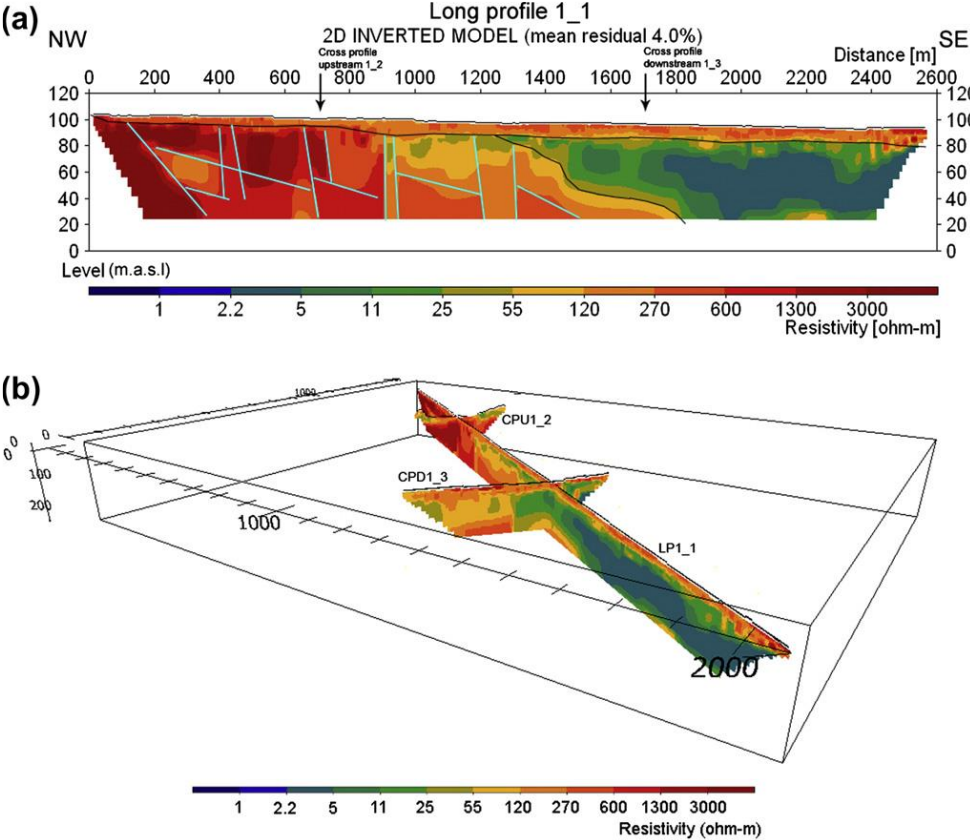 Long profile 1_1
(a)
NW
2D INVERTED MODEL (mean residual 4.0%)
SE
Cross profile
upstream 1_2
Cross profile
downstream 1_3
Distance [m]
0 200 400 600 800 1000 1200 1400 1600 1800 2000 2200 2400 2600
120 120
100 100
80 80
60 60
40 40
20 20
0 0
Level (m.a.s.l)
1 2.2 5 11 25 55 120 270 600 1300 3000
Resistivity [ohm-m]
(b)
1000
CPU1_2
0
0
100
200
CPD1_3
1000
LP1_1
2000
1 2.2 5 11 25 55 120 270 600 1300 3000
Resistivity (ohm-m)